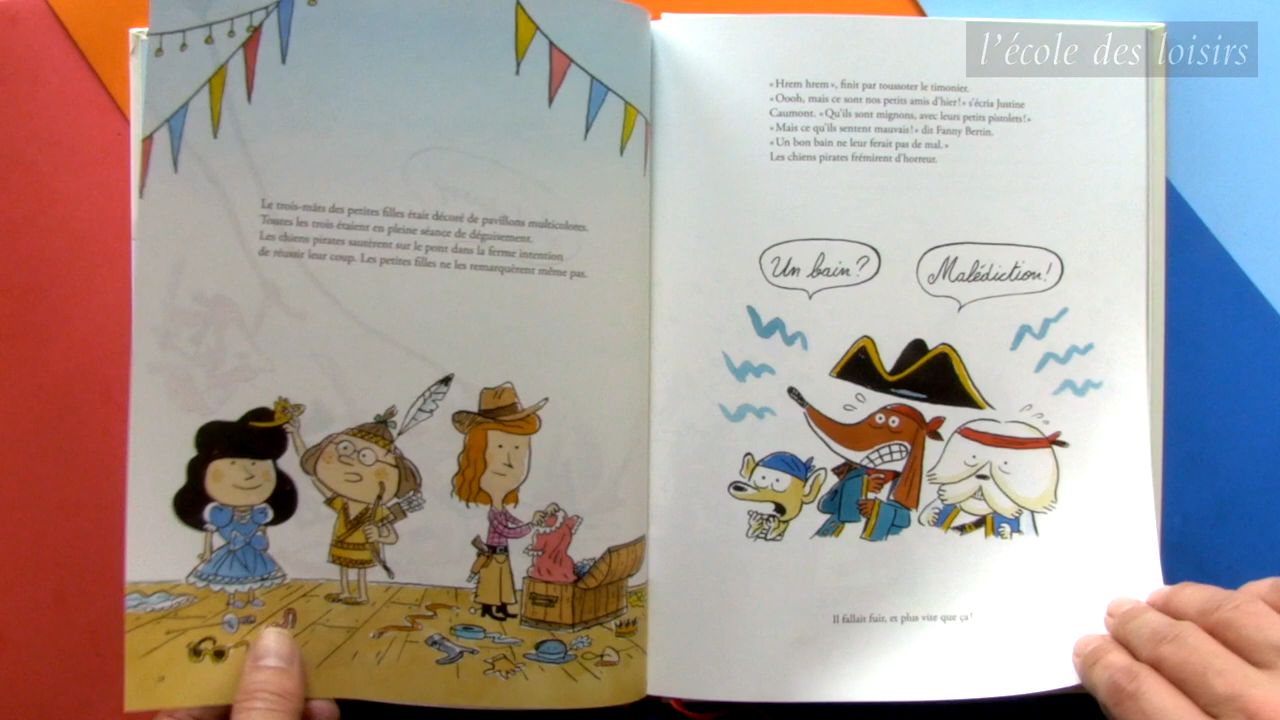 l'école des loisirs
Le trois-mâts des petites filles était décoré de pavillons multicolores.
Toutes les trois étaient en pleine séance de déguisement.
Les chiens pirates sautèrent sur le pont dans la ferme intention
de réussir leur coup. Les petites filles ne les remarquèrent même pas.
« Hrem hrem », finit par toussoter le timonier.
« Oooh, mais ce sont nos petits amis d'hier ! » s'écria Justine
Caumont. « Qu'ils sont mignons, avec leurs petits pistolets ! »
« Mais ce qu'ils sentent mauvais ! » dit Fanny Bertin.
« Un bon bain ne leur ferait pas de mal. »
Les chiens pirates frémirent d'horreur.
Un bain ?
Malédiction !
Il fallait fuir, et plus vite que ça !